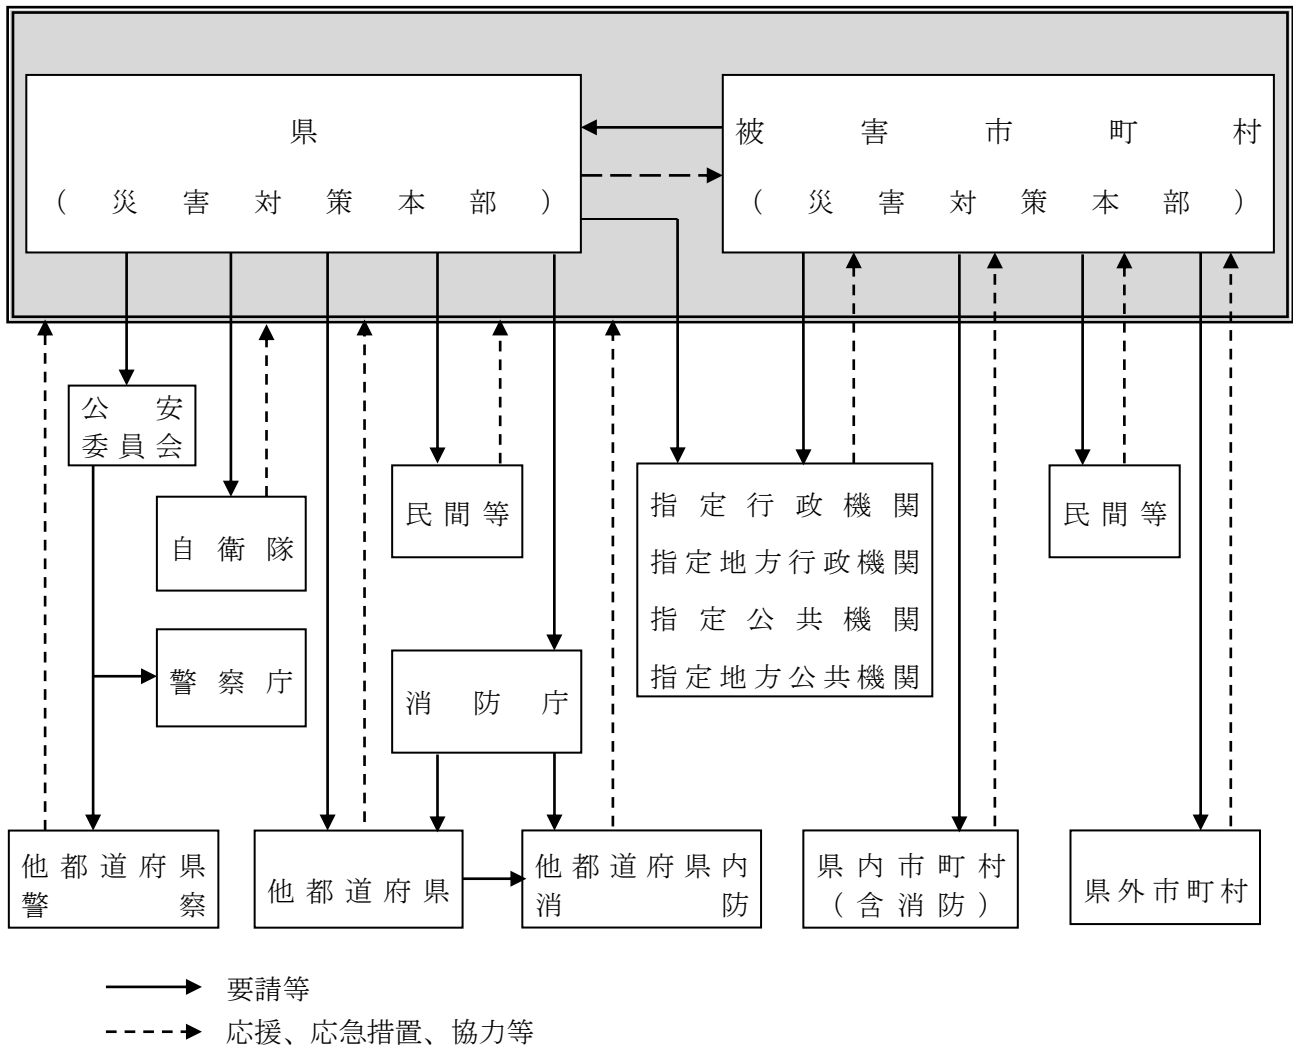 県
（災害対策本部）
被害市町村
（災害対策本部）
公安
委員会
自衛隊
民間等
指定行政機関
指定地方行政機関
指定公共機関
指定地方公共機関
民間等
警察庁
消防庁
他都道府県
警察
他都道府県
他都道府県内
消防
県内市町村
（含消防）
県外市町村
要請等
応援、応急措置、協力等